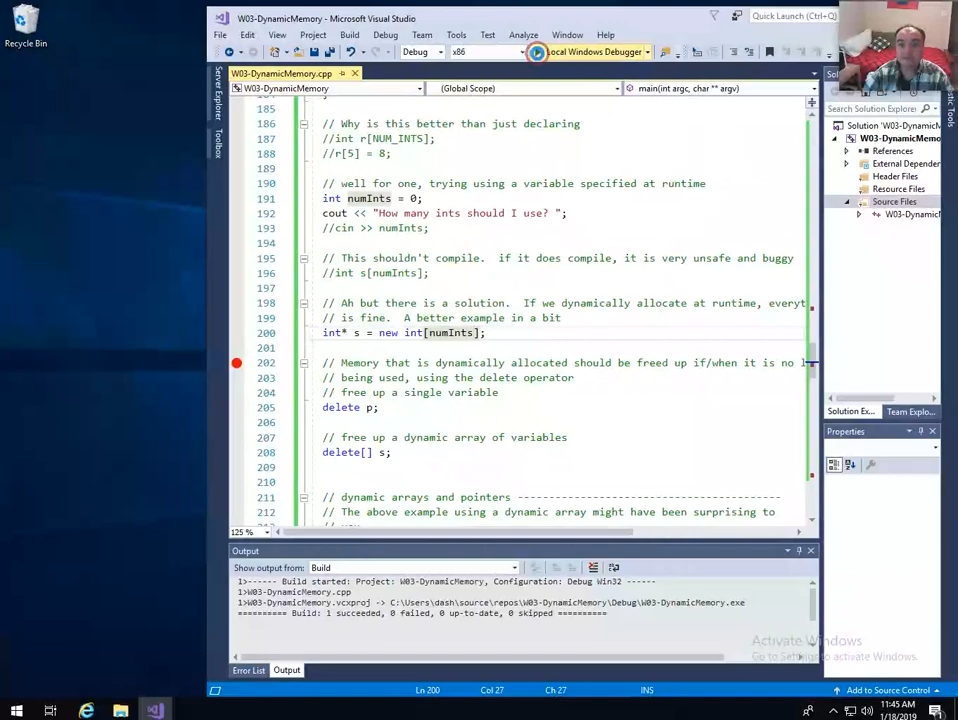 Recycle Bin
W03-DynamicMemory - Microsoft Visual Studio
Quick Launch (Ctrl+Q)
File Edit View Project Build Debug Team Tools Test Analyze Window Help
Debug x86 Local Windows Debugger
Server Explorer
Toolbox
W03-DynamicMemory.cpp
W03-DynamicMemory (Global Scope) main(int argc, char ** argv)
185
186 // Why is this better than just declaring
187 //int r[NUM_INTS];
188 //r[5] = 8;
189
190 // well for one, trying using a variable specified at runtime
191 int numInts = 0;
192 cout << "How many ints should I use? ";
193 //cin >> numInts;
194
195 // This shouldn't compile.  if it does compile, it is very unsafe and buggy
196 //int s[numInts];
197
198 // Ah but there is a solution.  If we dynamically allocate at runtime, everyt
199 // is fine.  A better example in a bit
200 int* s = new int[numInts];
201
202 // Memory that is dynamically allocated should be freed up if/when it is no l
203 // being used, using the delete operator
204 // free up a single variable
205 delete p;
206
207 // free up a dynamic array of variables
208 delete[] s;
209
210
211 // dynamic arrays and pointers ----------------------------------------
212 // The above example using a dynamic array might have been surprising to
125 %
Search Solution Explorer
Solution 'W03-DynamicM
W03-DynamicMemo
References
External Depender
Header Files
Resource Files
Source Files
W03-DynamicM
Solution Ex... Team Explo...
Properties
Output
Show output from: Build
1>------ Build started: Project: W03-DynamicMemory, Configuration: Debug Win32 ------
1>W03-DynamicMemory.cpp
1>W03-DynamicMemory.vcxproj -> C:\Users\dash\source\repos\W03-DynamicMemory\Debug\W03-DynamicMemory.exe
========== Build: 1 succeeded, 0 failed, 0 up-to-date, 0 skipped ==========
Activate Windows
Go to Settings to activate Windows.
Error List Output
Ln 200 Col 27 Ch 27 INS Add to Source Control
11:45 AM
1/18/2019